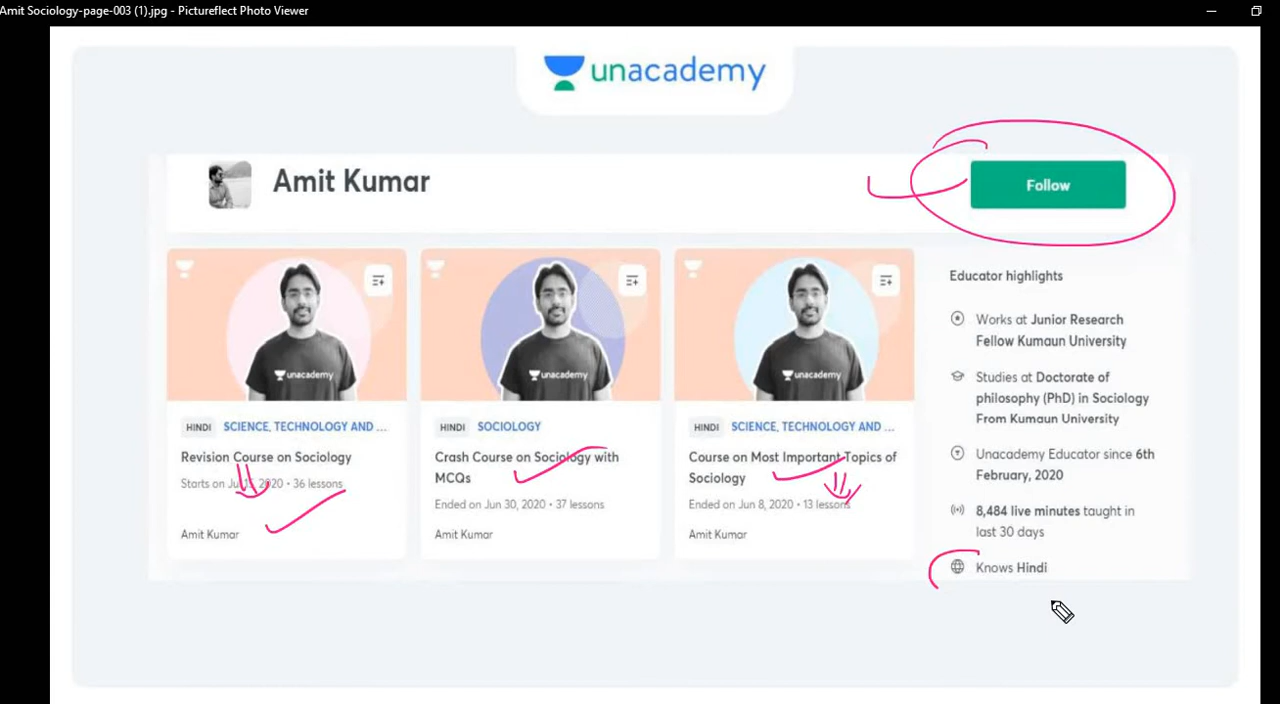 Amit Sociology-page-003 (1).jpg - Pictureflect Photo Viewer
unacademy
Amit Kumar
Follow
unacademy
HINDI SCIENCE, TECHNOLOGY AND ...
Revision Course on Sociology
Starts on 2020 • 36 lessons
Amit Kumar
unacademy
HINDI SOCIOLOGY
Crash Course on Sociology with
MCQs
Ended on Jun 30, 2020 • 37 lessons
Amit Kumar
unacademy
HINDI SCIENCE, TECHNOLOGY AND ...
Course on Most Important Topics of
Sociology
Ended on Jun 8, 2020 • 13 lessons
Amit Kumar
Educator highlights
Works at Junior Research
Fellow Kumaun University
Studies at Doctorate of
philosophy (PhD) in Sociology
From Kumaun University
Unacademy Educator since 6th
February, 2020
8,484 live minutes taught in
last 30 days
Knows Hindi